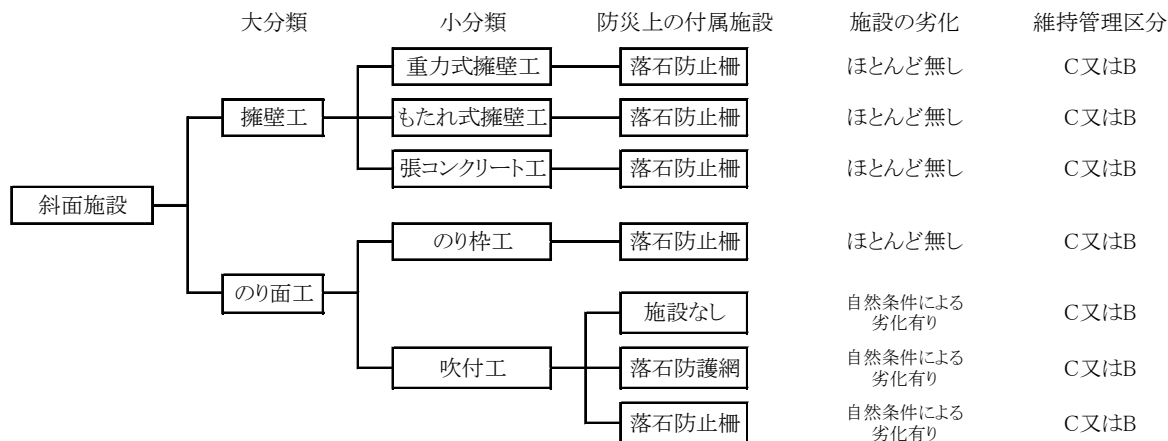 大分類 小分類 防災上の付属施設 施設の劣化 維持管理区分
重力式擁壁工 落石防止柵 ほとんど無し C又はB
擁壁工 もたれ式擁壁工 落石防止柵 ほとんど無し C又はB
張コンクリート工 落石防止柵 ほとんど無し C又はB
斜面施設
のり枠工 落石防止柵 ほとんど無し C又はB
のり面工
施設なし 自然条件による
劣化有り C又はB
吹付工 落石防護網 自然条件による
劣化有り C又はB
落石防止柵 自然条件による
劣化有り C又はB